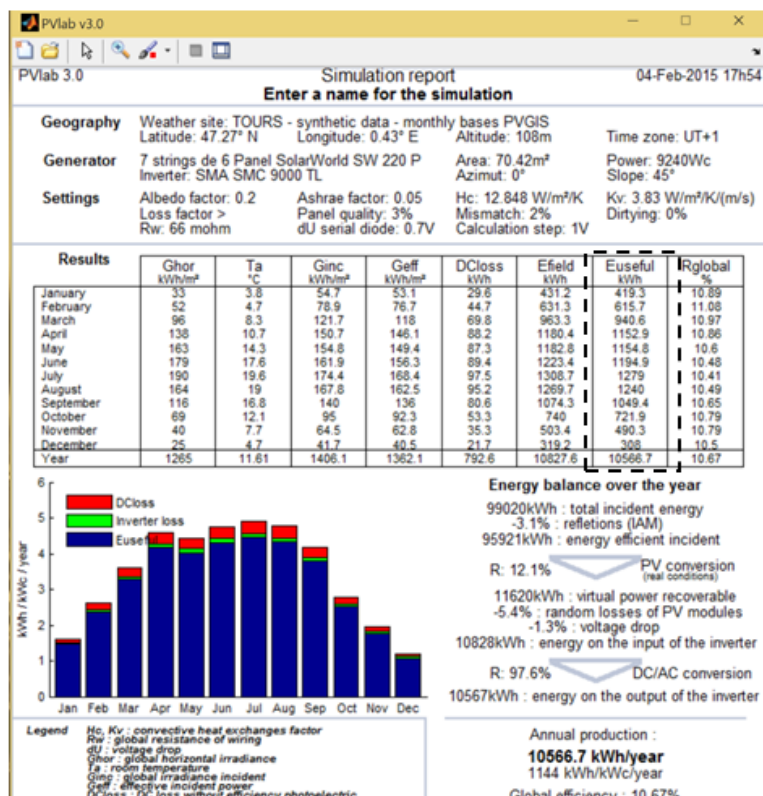 PVlab v3.0
PVlab 3.0 Simulation report 04-Feb-2015 17h54
Enter a name for the simulation
Geography Weather site: TOURS - synthetic data - monthly bases PVGIS
Latitude: 47.27° N Longitude: 0.43° E Altitude: 108m Time zone: UT+1
Generator 7 strings de 6 Panel SolarWorld SW 220 P Area: 70.42m² Power: 9240Wc
Inverter: SMA SMC 9000 TL Azimut: 0° Slope: 45°
Settings Albedo factor: 0.2 Ashrae factor: 0.05 Hc: 12.848 W/m²/K Kv: 3.83 W/m²/K/(m/s)
Loss factor > Panel quality: 3% Mismatch: 2% Dirtying: 0%
Rw: 66 mohm dU serial diode: 0.7V Calculation step: 1V
Results Ghor Ta Ginc Geff DCloss Efield Euseful Rglobal
kWh/m² °C kWh/m² kWh/m² kWh kWh kWh %
January 33 3.8 54.7 53.1 29.6 431.2 419.3 10.89
February 52 4.7 78.9 76.7 44.7 631.3 615.7 11.08
March 96 8.3 121.7 118 69.8 963.3 940.6 10.97
April 138 10.7 150.7 146.1 88.2 1180.4 1152.9 10.86
May 163 14.3 154.8 149.4 87.3 1182.8 1154.8 10.6
June 179 17.6 161.9 156.3 89.4 1223.4 1194.9 10.48
July 190 19.6 174.4 168.4 97.5 1308.7 1279 10.41
August 164 19 167.8 162.5 95.2 1269.7 1240 10.49
September 116 16.8 140 136 80.6 1074.3 1049.4 10.65
October 69 12.1 95 92.3 53.3 740 721.9 10.79
November 40 7.7 64.5 62.8 35.3 503.4 490.3 10.79
December 25 4.7 41.7 40.5 21.7 319.2 308 10.5
Year 1265 11.61 1406.1 1362.1 792.6 10827.6 10566.7 10.67
kWh / kWc / year
6
5
4
3
2
1
0
DCloss
Inverter loss
Euseful
Jan Feb Mar Apr May Jun Jul Aug Sep Oct Nov Dec
Energy balance over the year
99020kWh : total incident energy
-3.1% : refletions (IAM)
95921kWh : energy efficient incident
R: 12.1% PV conversion
(real conditions)
11620kWh : virtual power recoverable
-5.4% : random losses of PV modules
-1.3% : voltage drop
10828kWh : energy on the input of the inverter
R: 97.6% DC/AC conversion
10567kWh : energy on the output of the inverter
Legend Hc, Kv : convective heat exchanges factor
Rw : global resistance of wiring
dU : voltage drop
Ghor : global horizontal irradiance
Ta : room temperature
Ginc : global irradiance incident
Geff : effective incident power
DCloss : DC loss without efficiency photoelectric
Annual production :
10566.7 kWh/year
1144 kWh/kWc/year
Global efficiency : 10.67%